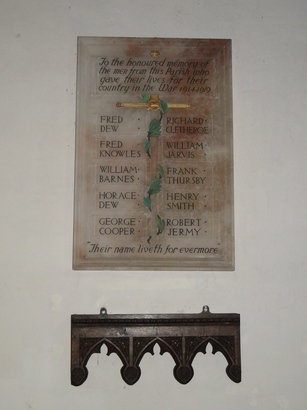 To the honoured memory of
the men from this Parish who
gave their lives for their
country in the War 1914-1919
FRED DEW
RICHARD CLETHEROE
FRED KNOWLES
WILLIAM JARVIS
WILLIAM BARNES
FRANK THURSBY
HORACE DEW
HENRY SMITH
GEORGE COOPER
ROBERT JERMY
"Their name liveth for evermore"